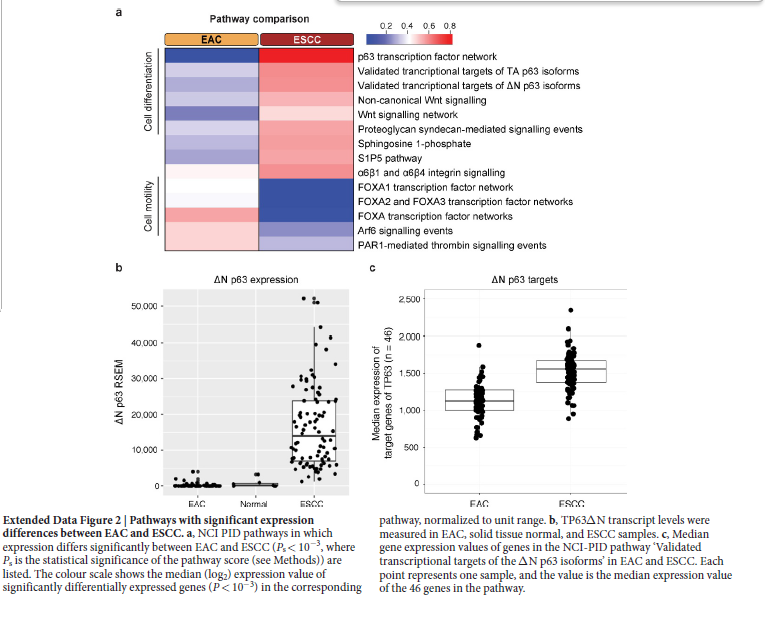 a
Pathway comparison
EAC
ESCC
0.2 0.4 0.6 0.8
Cell differentiation
Cell motility
p63 transcription factor network
Validated trancriptional targets of TA p63 isoforms
Validated trancriptional targets of ΔN p63 isoforms
Non-canonical Wnt signalling
Wnt signalling network
Proteoglycan syndecan-mediated signalling events
Sphingosine 1-phosphate
S1P5 pathway
α6β1 and α6β4 integrin signalling
FOXA1 transcription factor network
FOXA2 and FOXA3 transcription factor networks
FOXA transcription factor networks
Arf6 signalling events
PAR1-mediated thrombin signalling events
b
ΔN p63 expression
ΔN p63 RSEM
50,000
40,000
30,000
20,000
10,000
0
EAC Normal ESCC
c
ΔN p63 targets
Median expression of
target genes of TP63 (n = 46)
2,500
2,000
1,500
1,000
500
0
EAC ESCC
Extended Data Figure 2 | Pathways with significant expression
differences between EAC and ESCC. a, NCI PID pathways in which
expression differs significantly between EAC and ESCC (Ps < 10−3, where
Ps is the statistical significance of the pathway score (see Methods)) are
listed. The colour scale shows the median (log2) expression value of
significantly differentially expressed genes (P < 10−3) in the corresponding
pathway, normalized to unit range. b, TP63ΔN transcript levels were
measured in EAC, solid tissue normal, and ESCC samples. c, Median
gene expression values of genes in the NCI-PID pathway ‘Validated
transcriptional targets of the ΔN p63 isoforms’ in EAC and ESCC. Each
point represents one sample, and the value is the median expression value
of the 46 genes in the pathway.